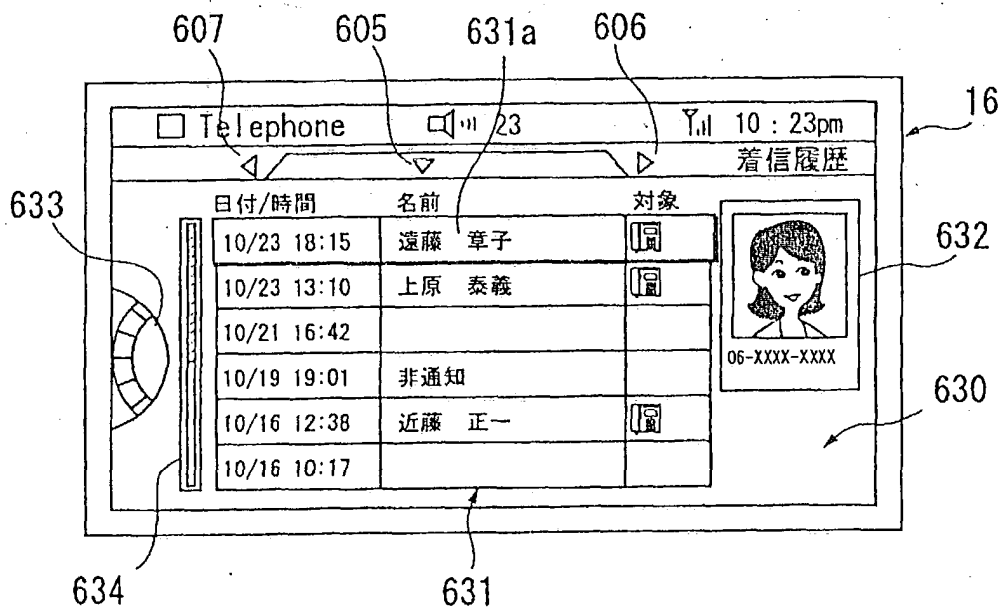 607 605 631a 606
16
Telephone 23 10:23pm
着信履歴
633
日付/時間 名前 対象
10/23 18:15 遠藤 章子
632
10/23 13:10 上原 泰義
10/21 16:42
06-XXXX-XXXX
10/19 19:01 非通知
630
10/16 12:38 近藤 正一
10/16 10:17
634 631